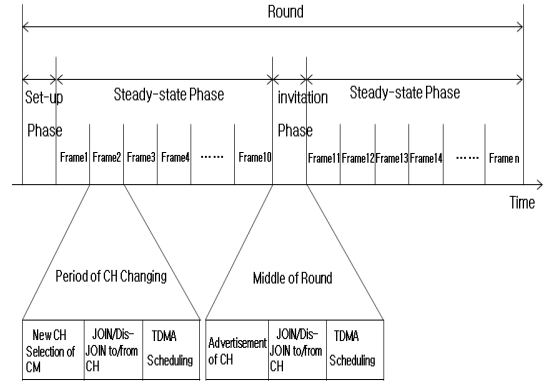 Round
Set-up
Phase
Steady-state Phase
invitation
Phase
Steady-state Phase
Frame1 Frame2 Frame3 Frame4 ...... Frame10
Frame11 Frame12 Frame13 Frame14 ...... Frame n
Time
Period of CH Changing
Middle of Round
New CH
Selection of
CM
JOIN/Dis-
JOIN to/from
CH
TDMA
Scheduling
Advertisement
of CH
JOIN/Dis-
JOIN to/from
CH
TDMA
Scheduling